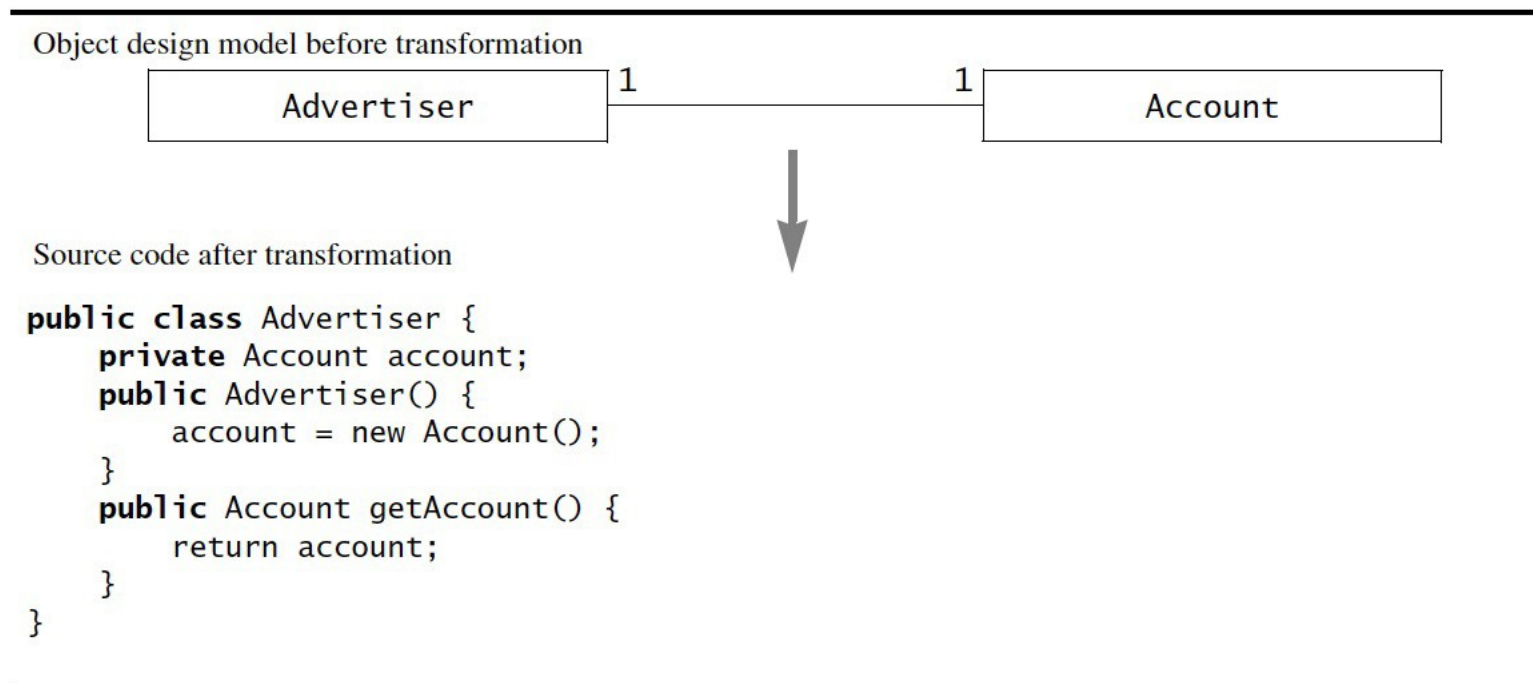 Object design model before transformation
Advertiser 1 1 Account
Source code after transformation
public class Advertiser {
    private Account account;
    public Advertiser() {
        account = new Account();
    }
    public Account getAccount() {
        return account;
    }
}